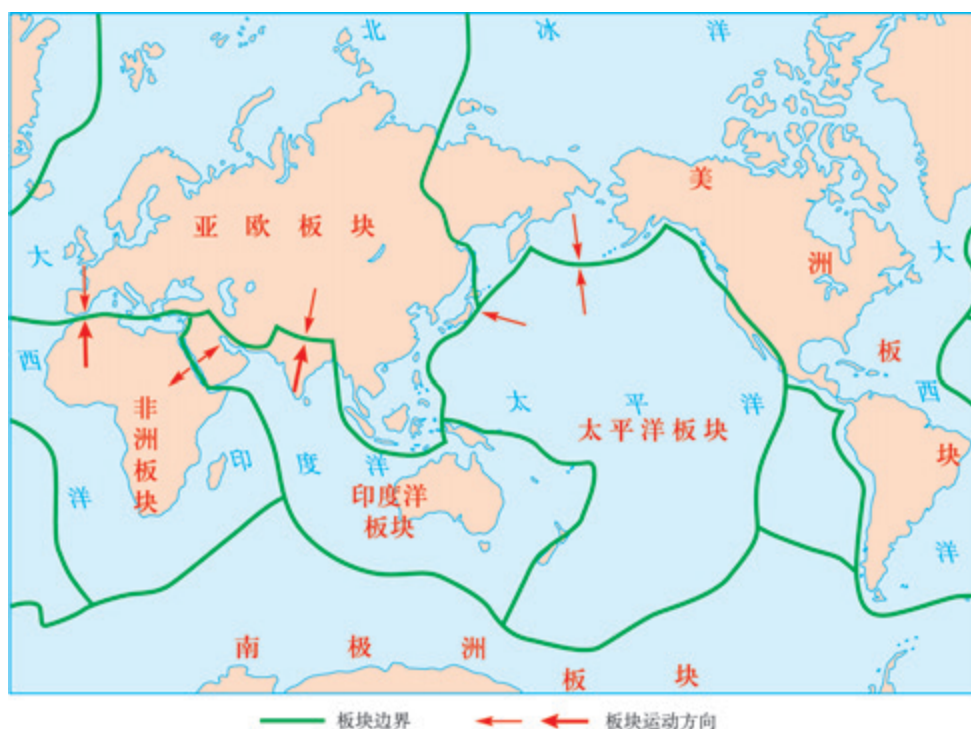 北冰洋
亚欧板块
美洲板块
大西洋
大西洋
非洲板块
印度洋
太平洋
太平洋板块
印度洋
板块
南极洲板块
板块边界
板块运动方向